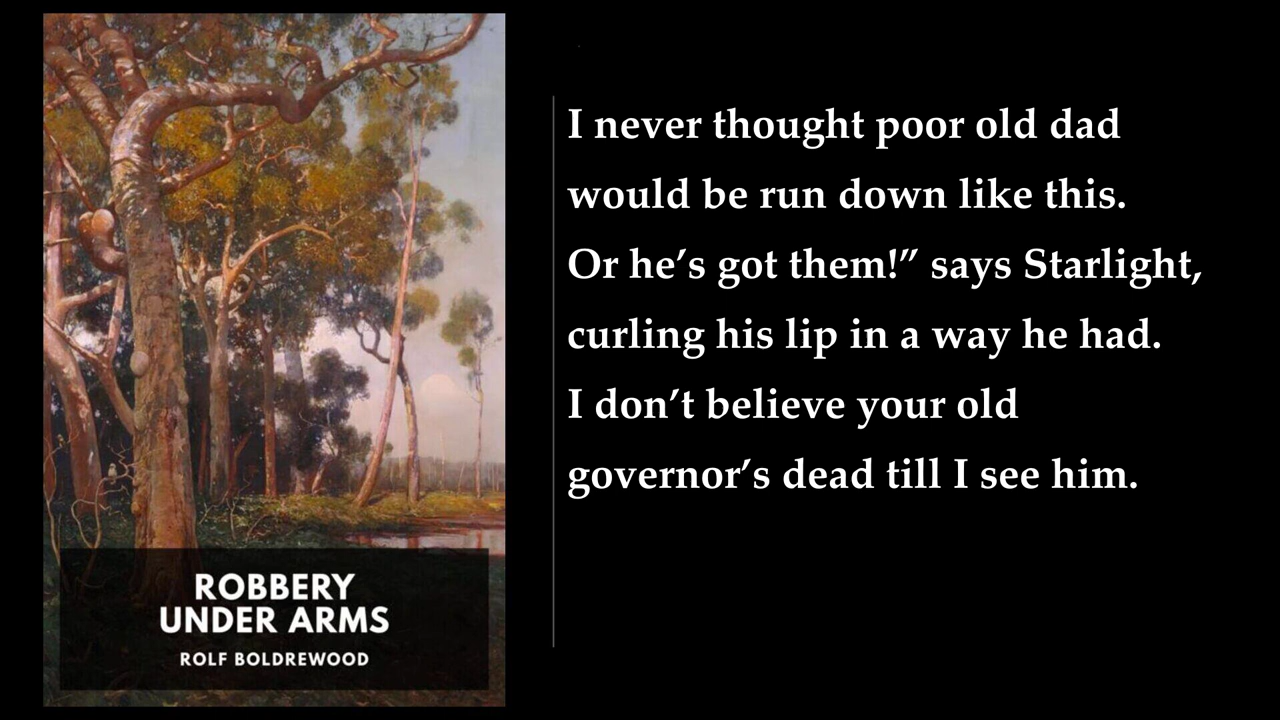 ROBBERY
UNDER ARMS
ROLF BOLDREWOOD
I never thought poor old dad
would be run down like this.
Or he’s got them!” says Starlight,
curling his lip in a way he had.
I don’t believe your old
governor’s dead till I see him.